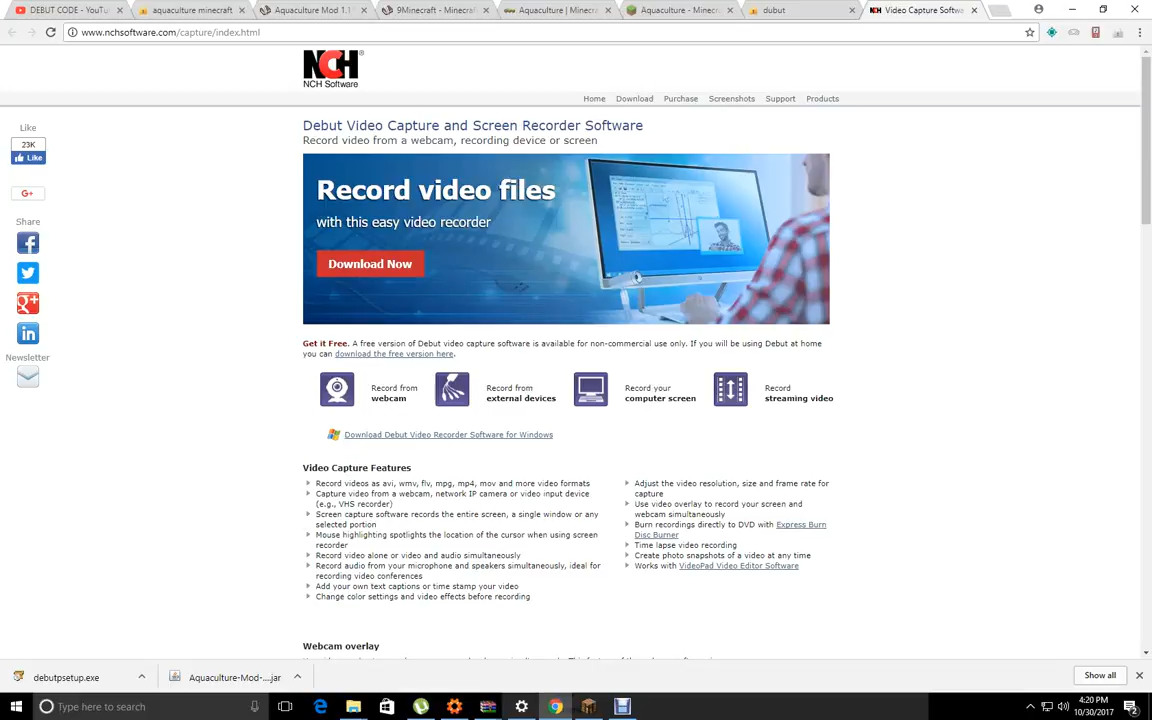 DEBUT CODE - YouTu
aquaculture minecraft
Aquaculture Mod 1.1
9Minecraft - Minecraf
Aquaculture | Minecra
Aquaculture - Minecr
dubut
NCH Video Capture Softw
www.nchsoftware.com/capture/index.html
NCH®
NCH Software
Home Download Purchase Screenshots Support Products
Like
23K
Like
G+
Share
Newsletter
Debut Video Capture and Screen Recorder Software
Record video from a webcam, recording device or screen
Record video files
with this easy video recorder
Download Now
Get it Free. A free version of Debut video capture software is available for non-commercial use only. If you will be using Debut at home
you can download the free version here.
Record from
webcam
Record from
external devices
Record your
computer screen
Record
streaming video
Download Debut Video Recorder Software for Windows
Video Capture Features
Record videos as avi, wmv, flv, mpg, mp4, mov and more video formats
Capture video from a webcam, network IP camera or video input device
(e.g., VHS recorder)
Screen capture software records the entire screen, a single window or any
selected portion
Mouse highlighting spotlights the location of the cursor when using screen
recorder
Record video alone or video and audio simultaneously
Record audio from your microphone and speakers simultaneously, ideal for
recording video conferences
Add your own text captions or time stamp your video
Change color settings and video effects before recording
Adjust the video resolution, size and frame rate for
capture
Use video overlay to record your screen and
webcam simultaneously
Burn recordings directly to DVD with Express Burn
Disc Burner
Time lapse video recording
Create photo snapshots of a video at any time
Works with VideoPad Video Editor Software
Webcam overlay
debutpsetup.exe
Aquaculture-Mod-....jar
Show all
Type here to search
4:20 PM
10/30/2017
2